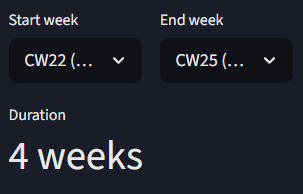 Start week
End week
CW22 (...
CW25 (...
Duration
4 weeks